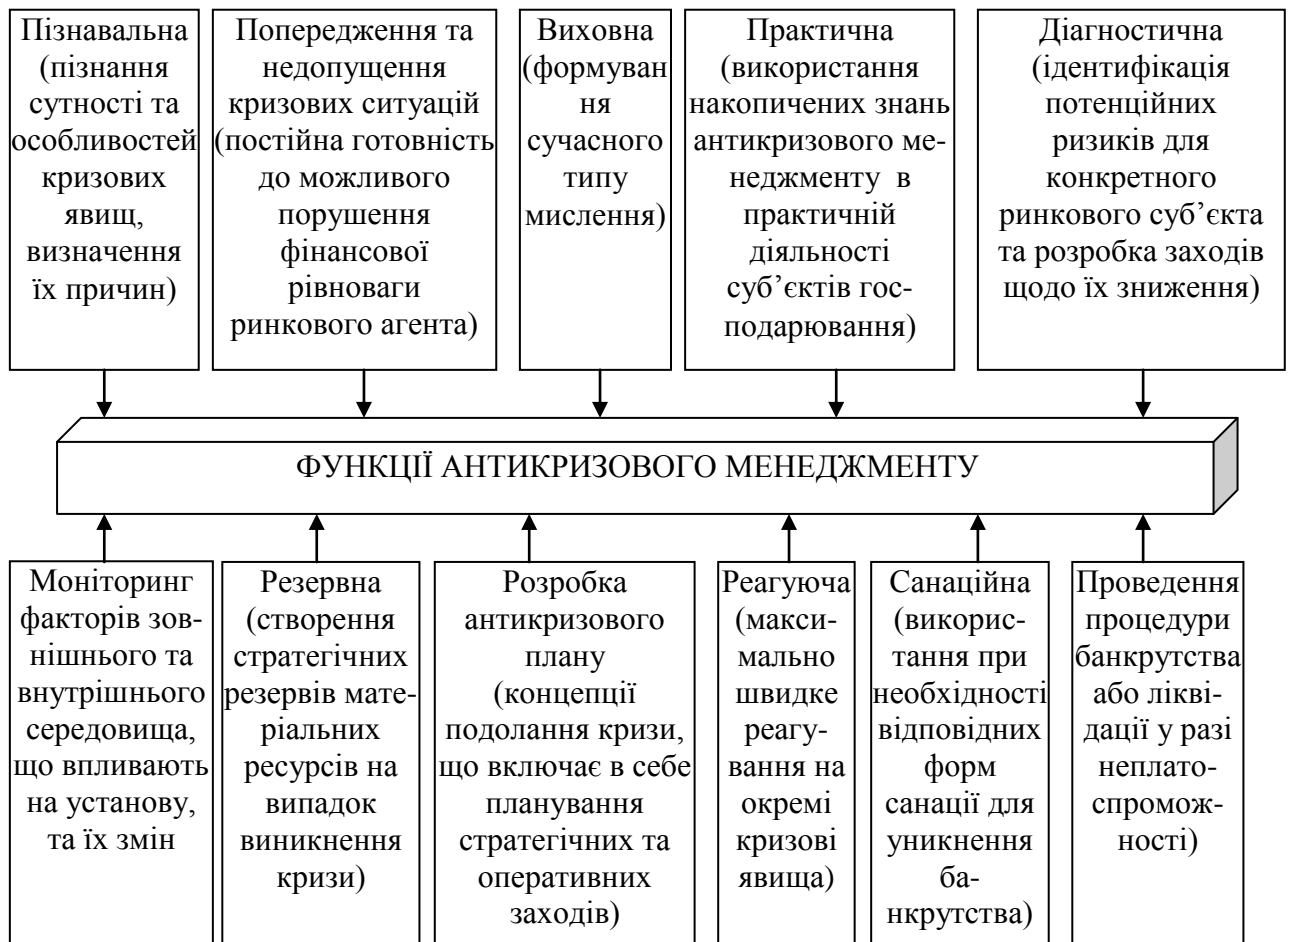 Пізнавальна
(пізнання
сутності та
особливостей
кризових
явищ,
визначення
їх причин)
Попередження та
недопущення
кризових ситуацій
(постійна готовність
до можливого
порушення
фінансової
рівноваги
ринкового агента)
Виховна
(формуван
ня
сучасного
типу
мислення)
Практична
(використання
накопичених знань
антикризового ме-
неджменту в
практичній
діяльності
суб’єктів гос-
подарювання)
Діагностична
(ідентифікація
потенційних
ризиків для
конкретного
ринкового суб’єкта
та розробка заходів
щодо їх зниження)
ФУНКЦІЇ АНТИКРИЗОВОГО МЕНЕДЖМЕНТУ
Моніторинг
факторів зов-
нішнього та
внутрішнього
середовища,
що впливають
на установу,
та їх змін
Резервна
(створення
стратегічних
резервів мате-
ріальних
ресурсів на
випадок
виникнення
кризи)
Розробка
антикризового
плану
(концепції
подолання кризи,
що включає в себе
планування
стратегічних та
оперативних
заходів)
Реагуюча
(макси-
мально
швидке
реагу-
вання на
окремі
кризові
явища)
Санаційна
(викорис-
тання при
необхідності
відповідних
форм
санації для
уникнення
ба-
нкрутства)
Проведення
процедури
банкрутства
або ліквi-
дації у разі
неплато-
спромож-
ності)